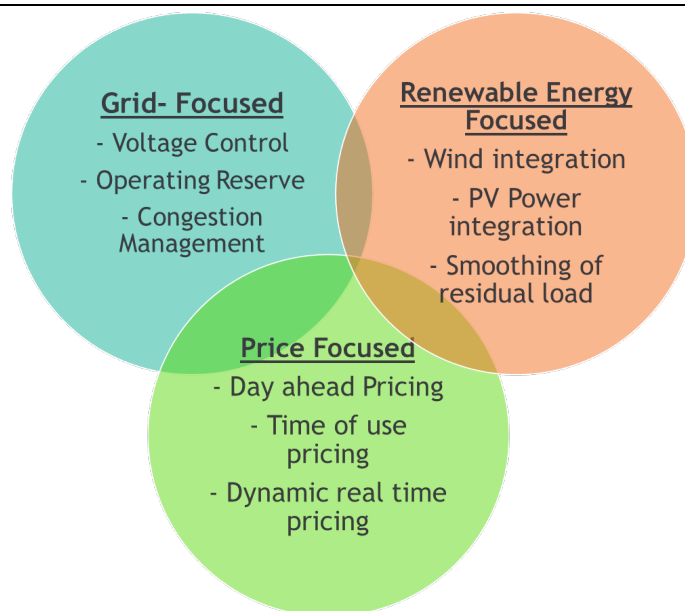 Grid- Focused
- Voltage Control
- Operating Reserve
- Congestion
Management
Renewable Energy
Focused
- Wind integration
- PV Power
integration
- Smoothing of
residual load
Price Focused
- Day ahead Pricing
- Time of use
pricing
- Dynamic real time
pricing